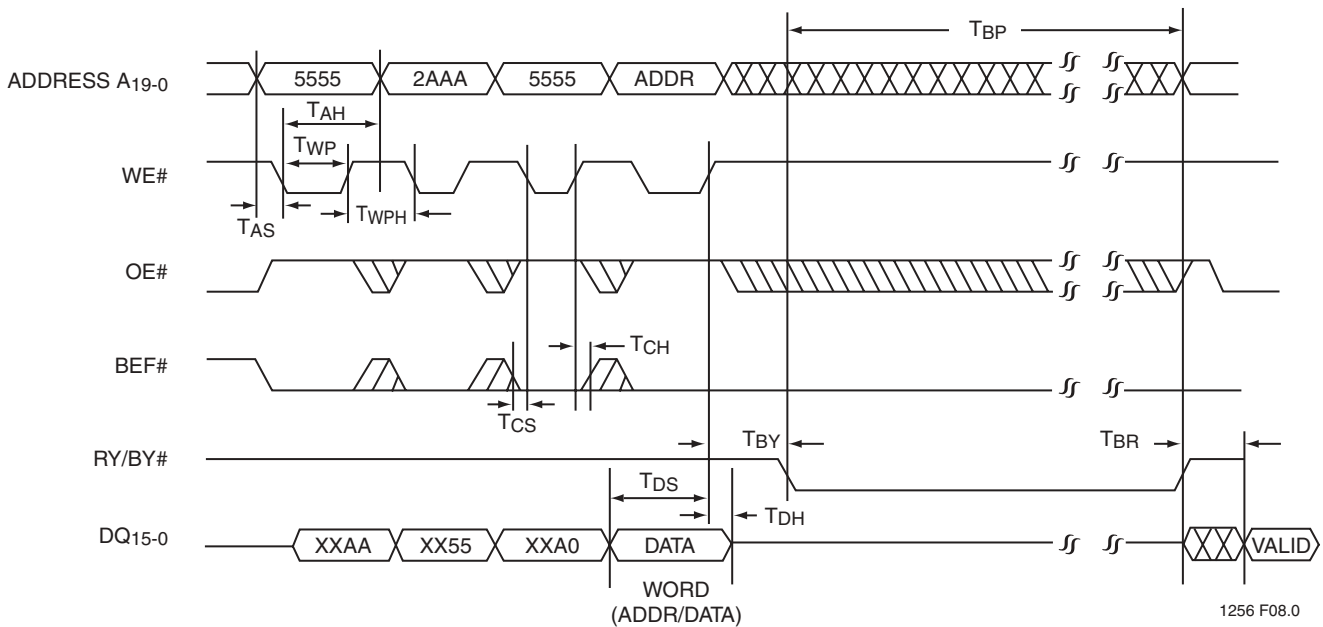 TBP
ADDRESS A19-0
5555
2AAA
5555
ADDR
TAH
TWP
WE#
TAS
TWPH
OE#
TCH
BEF#
TCS
TBY
TBR
RY/BY#
TDS
TDH
DQ15-0
XXAA
XX55
XXA0
DATA
VALID
WORD
(ADDR/DATA)
1256 F08.0